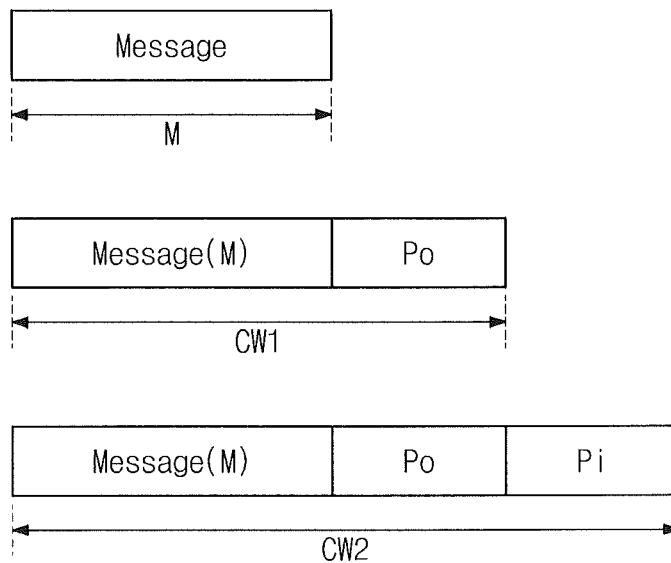 Message
M
Message(M) Po
CW1
Message(M) Po Pi
CW2